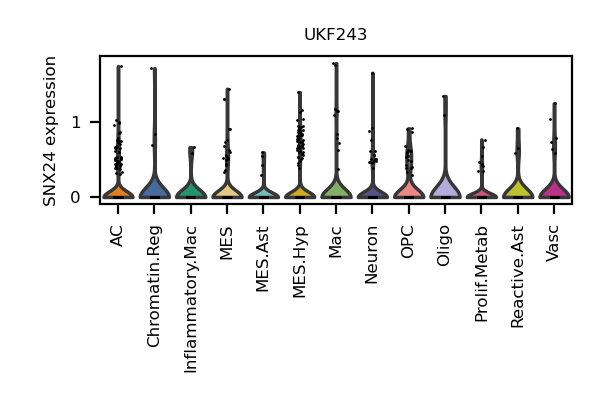 UKF243
SNX24 expression
1
0
AC
Chromatin.Reg
Inflammatory.Mac
MES
MES.Ast
MES.Hyp
Mac
Neuron
OPC
Oligo
Prolif.Metab
Reactive.Ast
Vasc